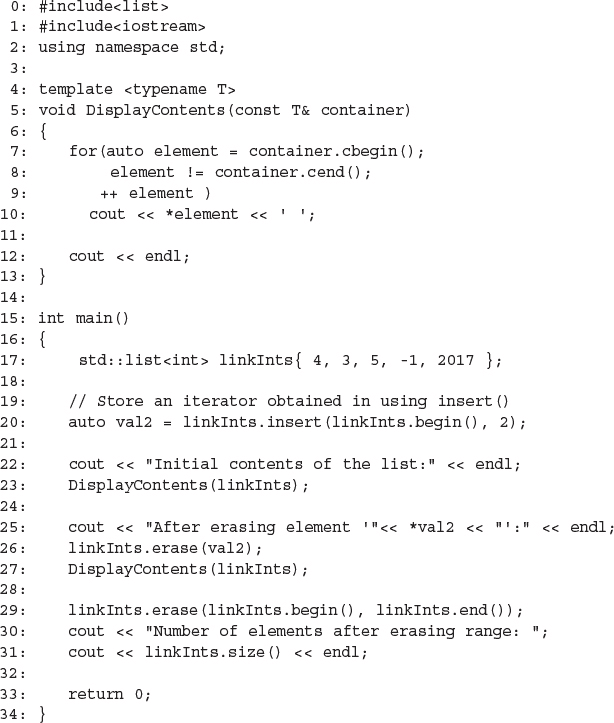 0: #include<list>
1: #include<iostream>
2: using namespace std;
3:
4: template <typename T>
5: void DisplayContents(const T& container)
6: {
7:    for(auto element = container.cbegin();
8:        element != container.cend();
9:       ++ element )
10:      cout << *element << ' ';
11:
12:    cout << endl;
13: }
14:
15: int main()
16: {
17:     std::list<int> linkInts{ 4, 3, 5, -1, 2017 };
18:
19:    // Store an iterator obtained in using insert()
20:    auto val2 = linkInts.insert(linkInts.begin(), 2);
21:
22:    cout << "Initial contents of the list:" << endl;
23:    DisplayContents(linkInts);
24:
25:    cout << "After erasing element '"<< *val2 << "':" << endl;
26:    linkInts.erase(val2);
27:    DisplayContents(linkInts);
28:
29:    linkInts.erase(linkInts.begin(), linkInts.end());
30:    cout << "Number of elements after erasing range: ";
31:    cout << linkInts.size() << endl;
32:
33:    return 0;
34: }